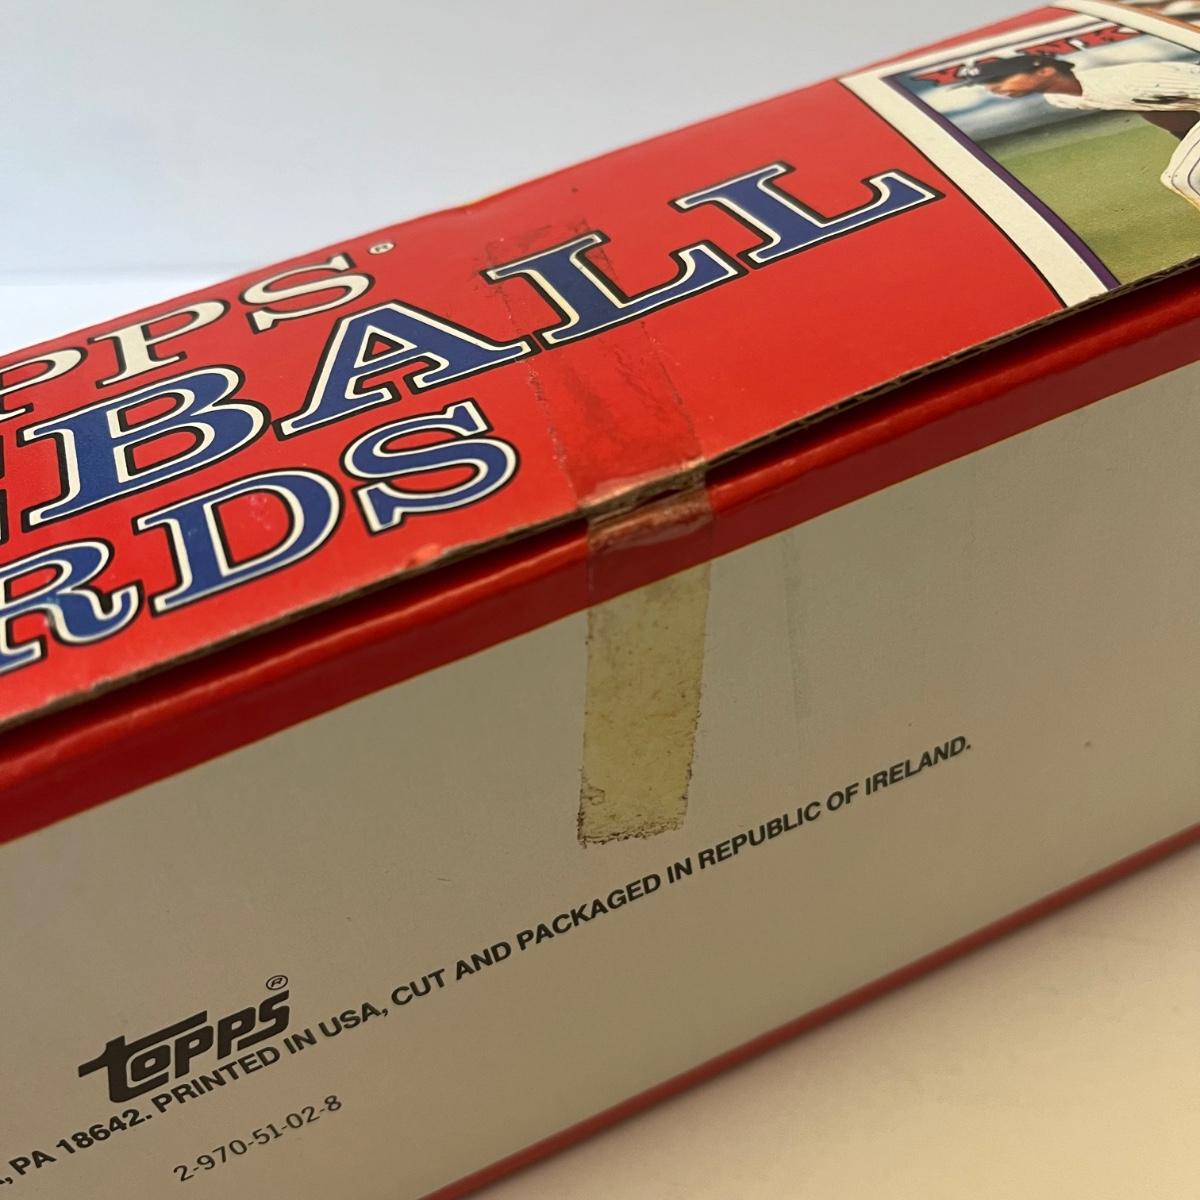 PPS®
EBALL
RDS
YANK
topps®
, PA 18642. PRINTED IN USA, CUT AND PACKAGED IN REPUBLIC OF IRELAND.
2-970-51-02-8